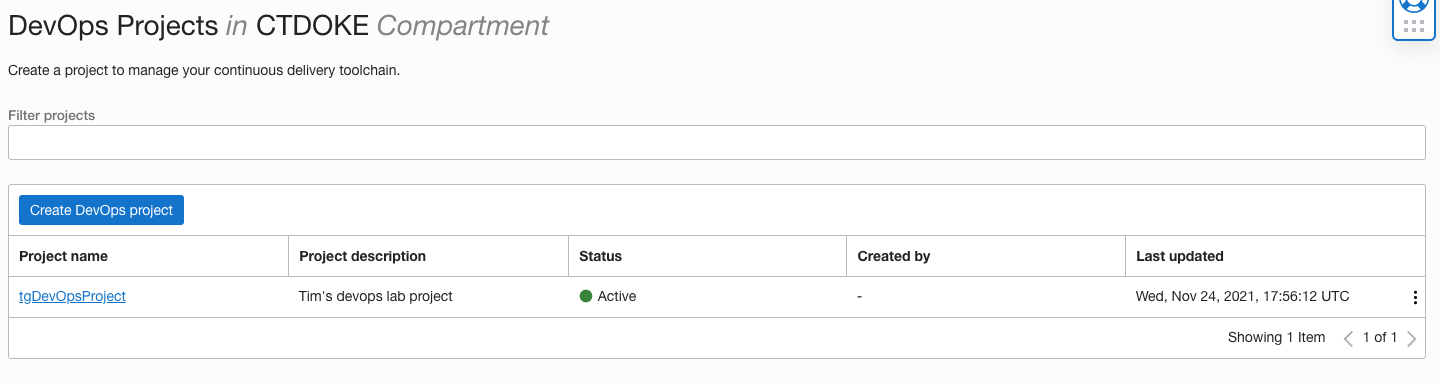 DevOps Projects in CTDOKE Compartment
Create a project to manage your continuous delivery toolchain.
Filter projects
Create DevOps project
Project name Project description Status Created by Last updated
tgDevOpsProject Tim's devops lab project Active - Wed, Nov 24, 2021, 17:56:12 UTC
Showing 1 Item 1 of 1